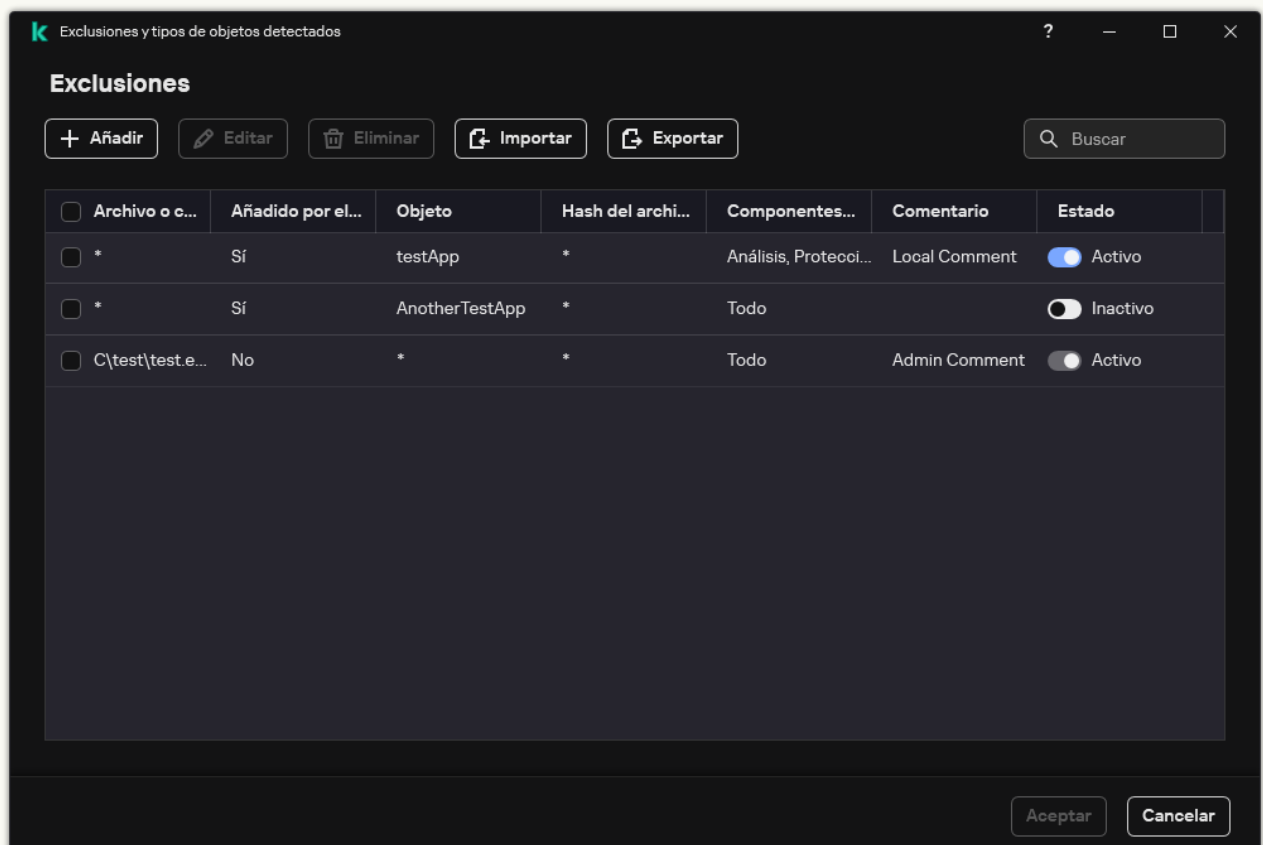 Exclusiones y tipos de objetos detectados ?
Exclusiones
Añadir Editar Eliminar Importar Exportar Buscar
Archivo o c... Añadido por el... Objeto Hash del archi... Componentes... Comentario Estado
* Sí testApp * Análisis, Protecci... Local Comment Activo
* Sí AnotherTestApp * Todo Inactivo
C\test\test.e... No * * Todo Admin Comment Activo
Aceptar Cancelar